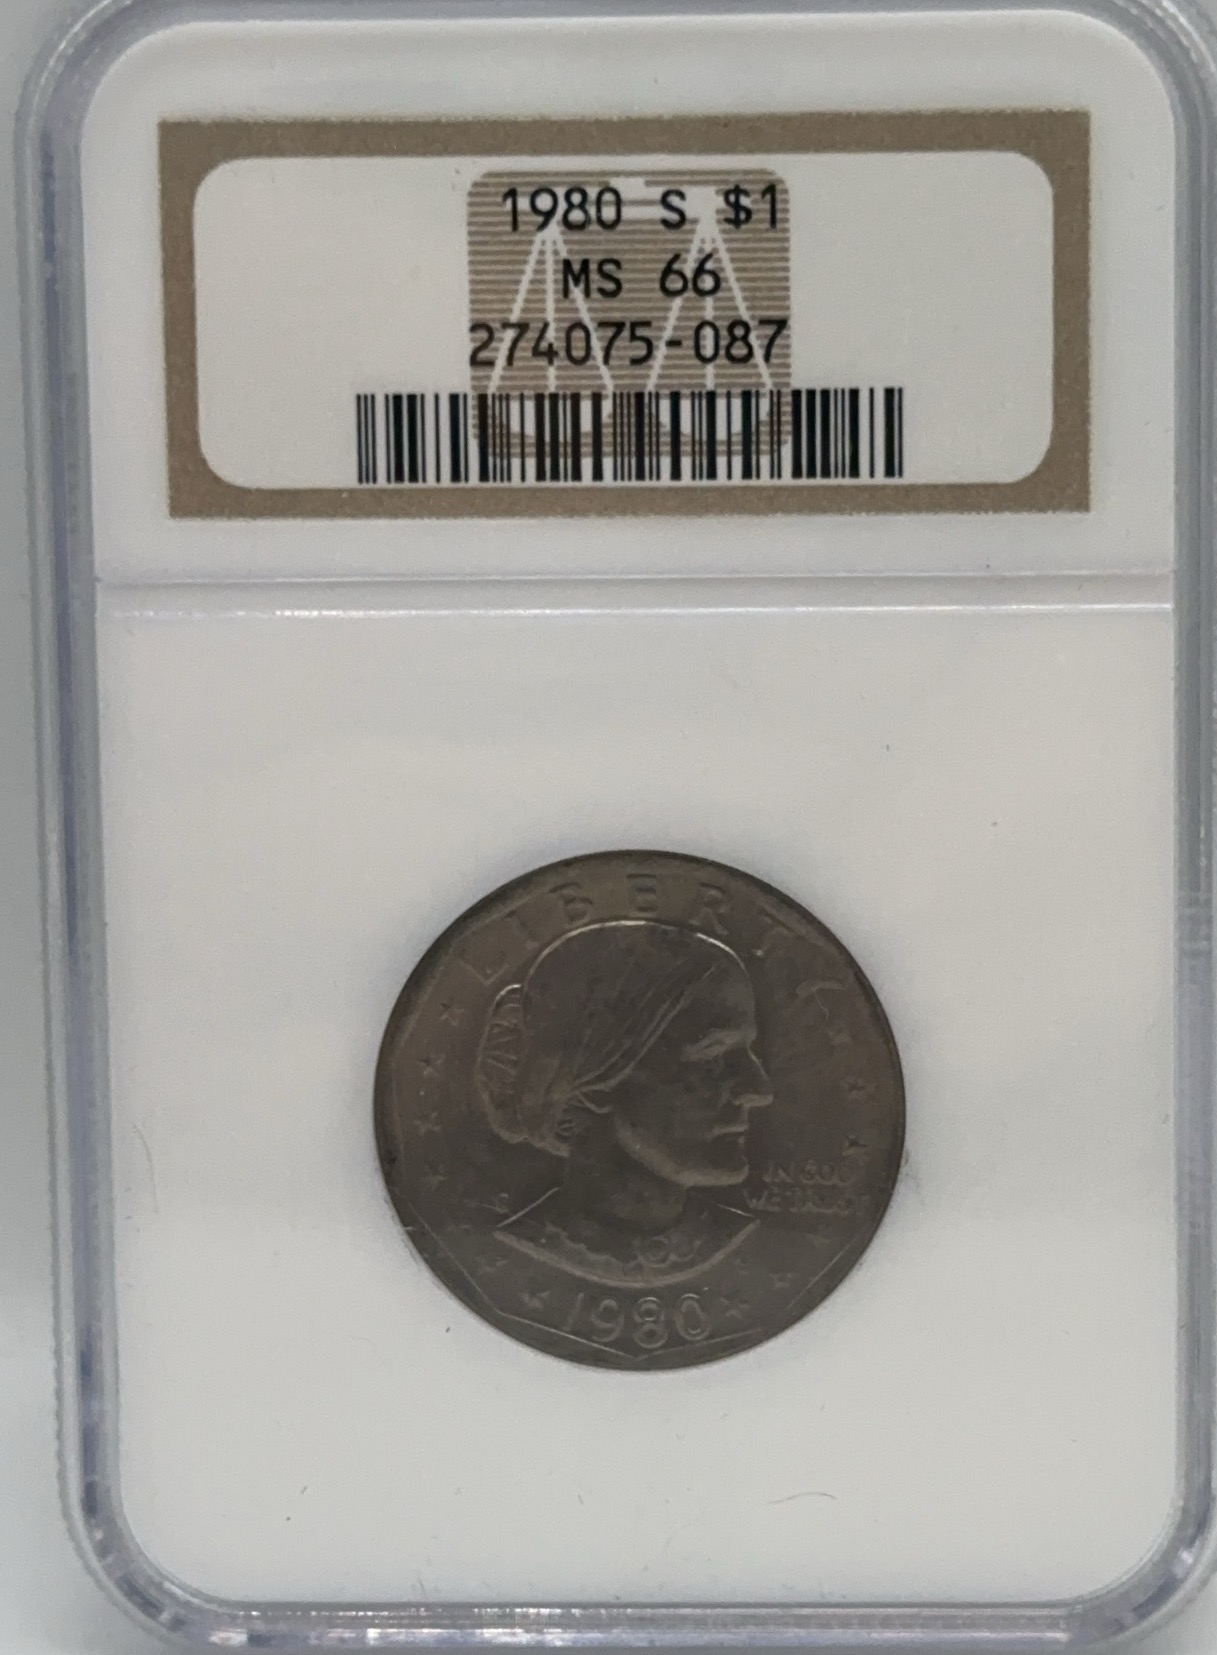 1980 S $1
MS 66
274075-087
LIBERTY
IN GOD
WE TRUST
S
1980